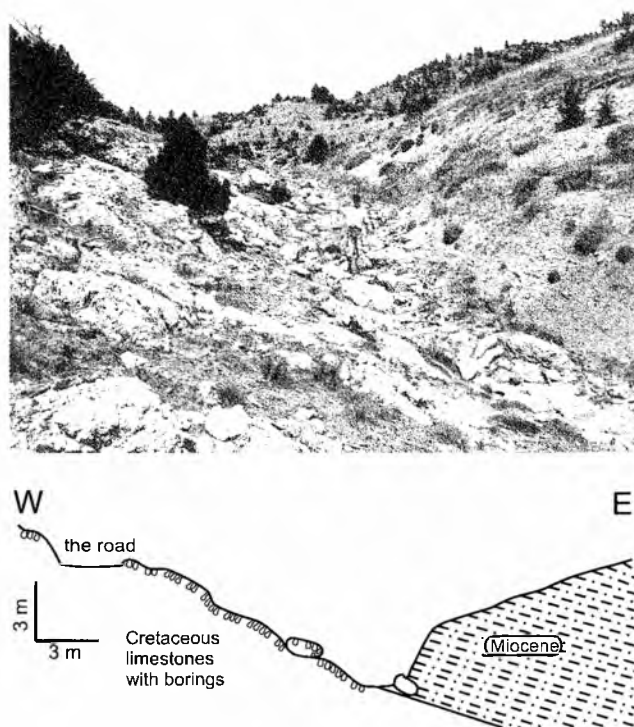 W
E
the road
3 m
3 m
Cretaceous
limestones
with borings
Miocene